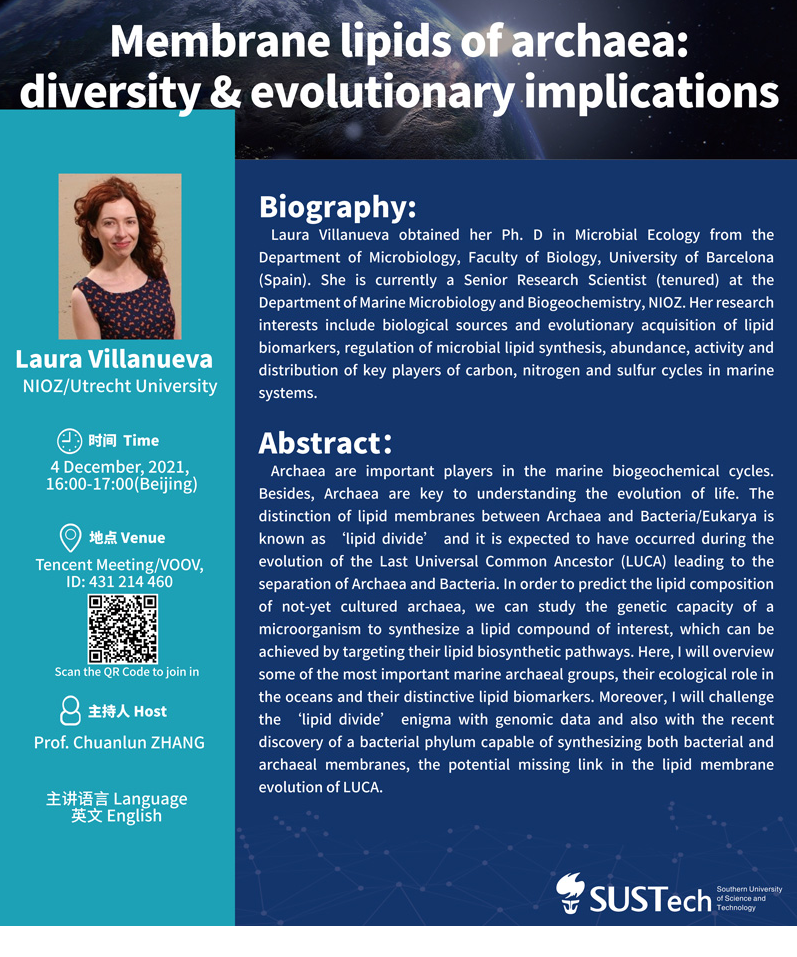 Membrane lipids of archaea:
diversity & evolutionary implications
Laura Villanueva
NIOZ/Utrecht University
时间 Time
4 December, 2021,
16:00-17:00(Beijing)
地点 Venue
Tencent Meeting/VOOV,
ID: 431 214 460
Scan the QR Code to join in
主持人 Host
Prof. Chuanlun ZHANG
主讲语言 Language
英文 English
Biography:
Laura Villanueva obtained her Ph. D in Microbial Ecology from the
Department of Microbiology, Faculty of Biology, University of Barcelona
(Spain). She is currently a Senior Research Scientist (tenured) at the
Department of Marine Microbiology and Biogeochemistry, NIOZ. Her research
interests include biological sources and evolutionary acquisition of lipid
biomarkers, regulation of microbial lipid synthesis, abundance, activity and
distribution of key players of carbon, nitrogen and sulfur cycles in marine
systems.
Abstract:
Archaea are important players in the marine biogeochemical cycles.
Besides, Archaea are key to understanding the evolution of life. The
distinction of lipid membranes between Archaea and Bacteria/Eukarya is
known as ‘lipid divide’ and it is expected to have occurred during the
evolution of the Last Universal Common Ancestor (LUCA) leading to the
separation of Archaea and Bacteria. In order to predict the lipid composition
of not-yet cultured archaea, we can study the genetic capacity of a
microorganism to synthesize a lipid compound of interest, which can be
achieved by targeting their lipid biosynthetic pathways. Here, I will overview
some of the most important marine archaeal groups, their ecological role in
the oceans and their distinctive lipid biomarkers. Moreover, I will challenge
the ‘lipid divide’ enigma with genomic data and also with the recent
discovery of a bacterial phylum capable of synthesizing both bacterial and
archaeal membranes, the potential missing link in the lipid membrane
evolution of LUCA.
SUSTech
Southern University
of Science and
Technology